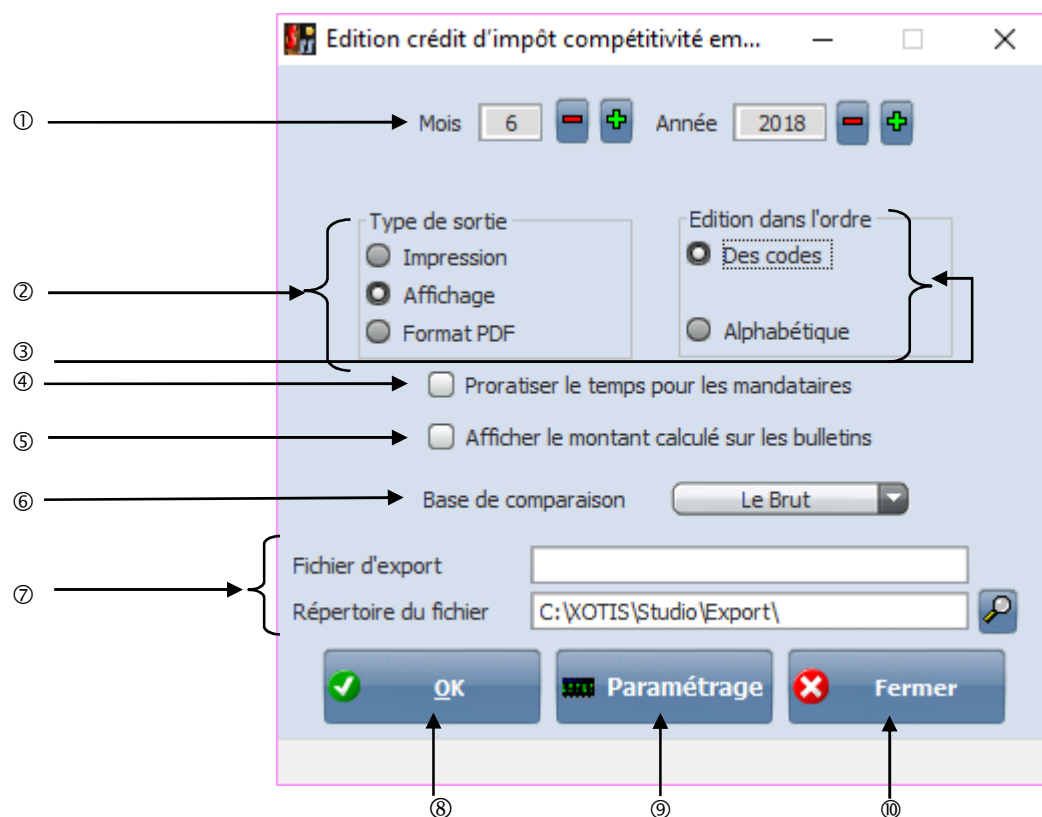 Edition crédit d'impôt compétitivité em...
① Mois 6 Année 2018
Type de sortie
Edition dans l'ordre
Impression
Des codes
② Affichage
Format PDF
Alphabétique
③
④ Proratiser le temps pour les mandataires
⑤ Afficher le montant calculé sur les bulletins
⑥ Base de comparaison Le Brut
Fichier d'export
⑦
Répertoire du fichier C:\XOTIS\Studio\Export\
OK Paramétrage Fermer
⑧ ⑨ ⑩